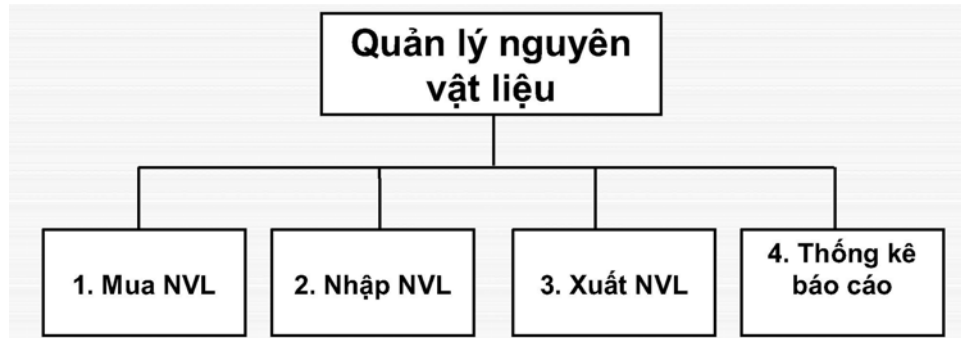 Quản lý nguyên
vật liệu
1. Mua NVL
2. Nhập NVL
3. Xuất NVL
4. Thống kê
báo cáo